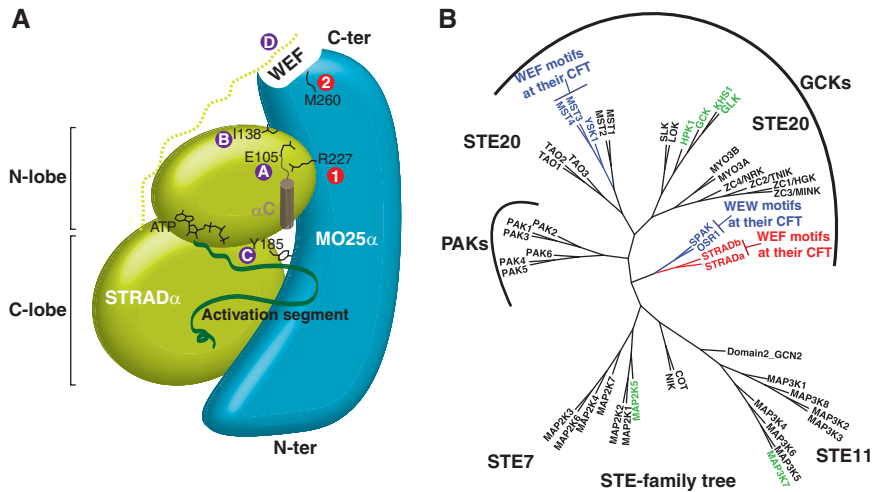 A
C-ter
D
WEF
2
M260
B
I138
E105
R227
A
1
N-lobe
αC
ATP
Y185
MO25α
C
C-lobe
STRADα
Activation segment
N-ter
B
WEF motifs
at their CFT
GCKs
MST4
MST3
YSK1
MST2
MST1
SLK
LOK
HPK1
GCK
KHS1
GLK
STE20
STE20
TAO2
TAO1
TAO3
MYO3B
MYO3A
ZC4/NRK
ZC2/TNIK
ZC1/HGK
ZC3/MINK
WEW motifs
at their CFT
SPAK
OSR1
STRADb
STRADa
WEF motifs
at their CFT
PAKs
PAK1
PAK2
PAK3
PAK6
PAK4
PAK5
Domain2_GCN2
COT
NIK
MAP3K1
MAP3K8
MAP3K2
MAP3K3
MAP3K4
MAP3K6
MAP3K5
MAP3K7
MAP2K3
MAP2K6
MAP2K4
MAP2K7
MAP2K2
MAP2K1
MAP2K5
STE7
STE11
STE-family tree